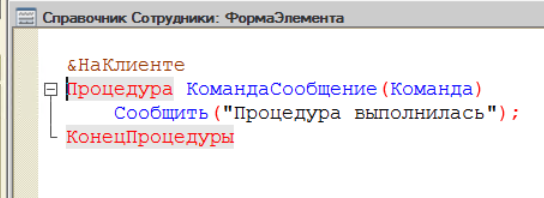 Справочник Сотрудники: ФормаЭлемента
&НаКлиенте
Процедура КомандаСообщение(Команда)
Сообщить("Процедура выполнилась");
КонецПроцедуры